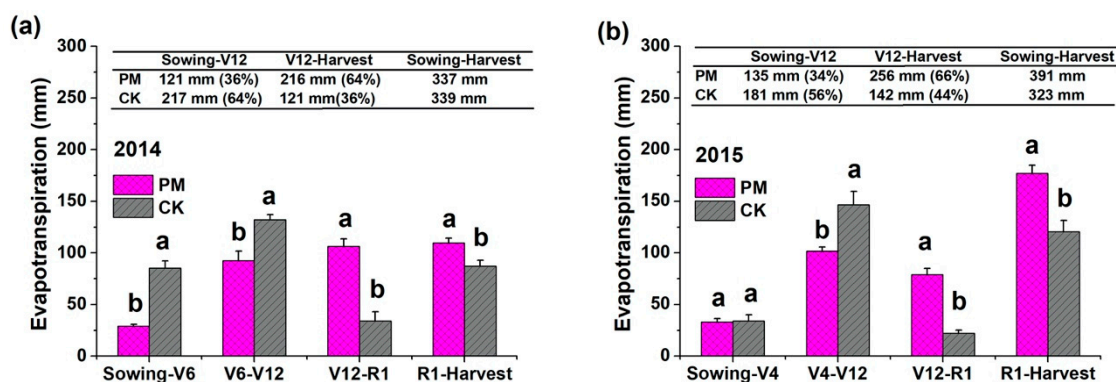 (a)
300
250
200
150
100
50
0
Evapotranspiration (mm)
Sowing-V12 V12-Harvest Sowing-Harvest
PM 121 mm (36%) 216 mm (64%) 337 mm
CK 217 mm (64%) 121 mm(36%) 339 mm
2014
PM
CK
b a b a a b a b
Sowing-V6 V6-V12 V12-R1 R1-Harvest
(b)
300
250
200
150
100
50
0
Evapotranspiration (mm)
Sowing-V12 V12-Harvest Sowing-Harvest
PM 135 mm (34%) 256 mm (66%) 391 mm
CK 181 mm (56%) 142 mm (44%) 323 mm
2015
PM
CK
a a b a a b a b
Sowing-V4 V4-V12 V12-R1 R1-Harvest